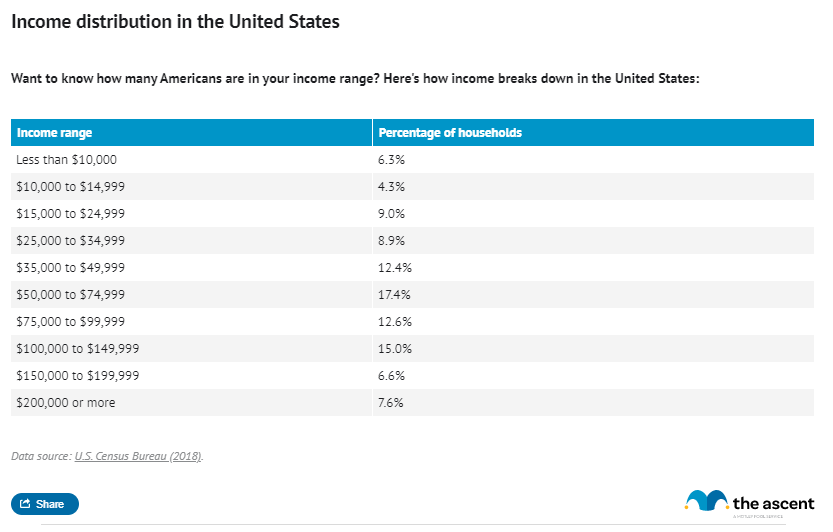 Income distribution in the United States
Want to know how many Americans are in your income range? Here's how income breaks down in the United States:
Income range Percentage of households
Less than $10,000 6.3%
$10,000 to $14,999 4.3%
$15,000 to $24,999 9.0%
$25,000 to $34,999 8.9%
$35,000 to $49,999 12.4%
$50,000 to $74,999 17.4%
$75,000 to $99,999 12.6%
$100,000 to $149,999 15.0%
$150,000 to $199,999 6.6%
$200,000 or more 7.6%
Data source: U.S. Census Bureau (2018).
Share the ascent